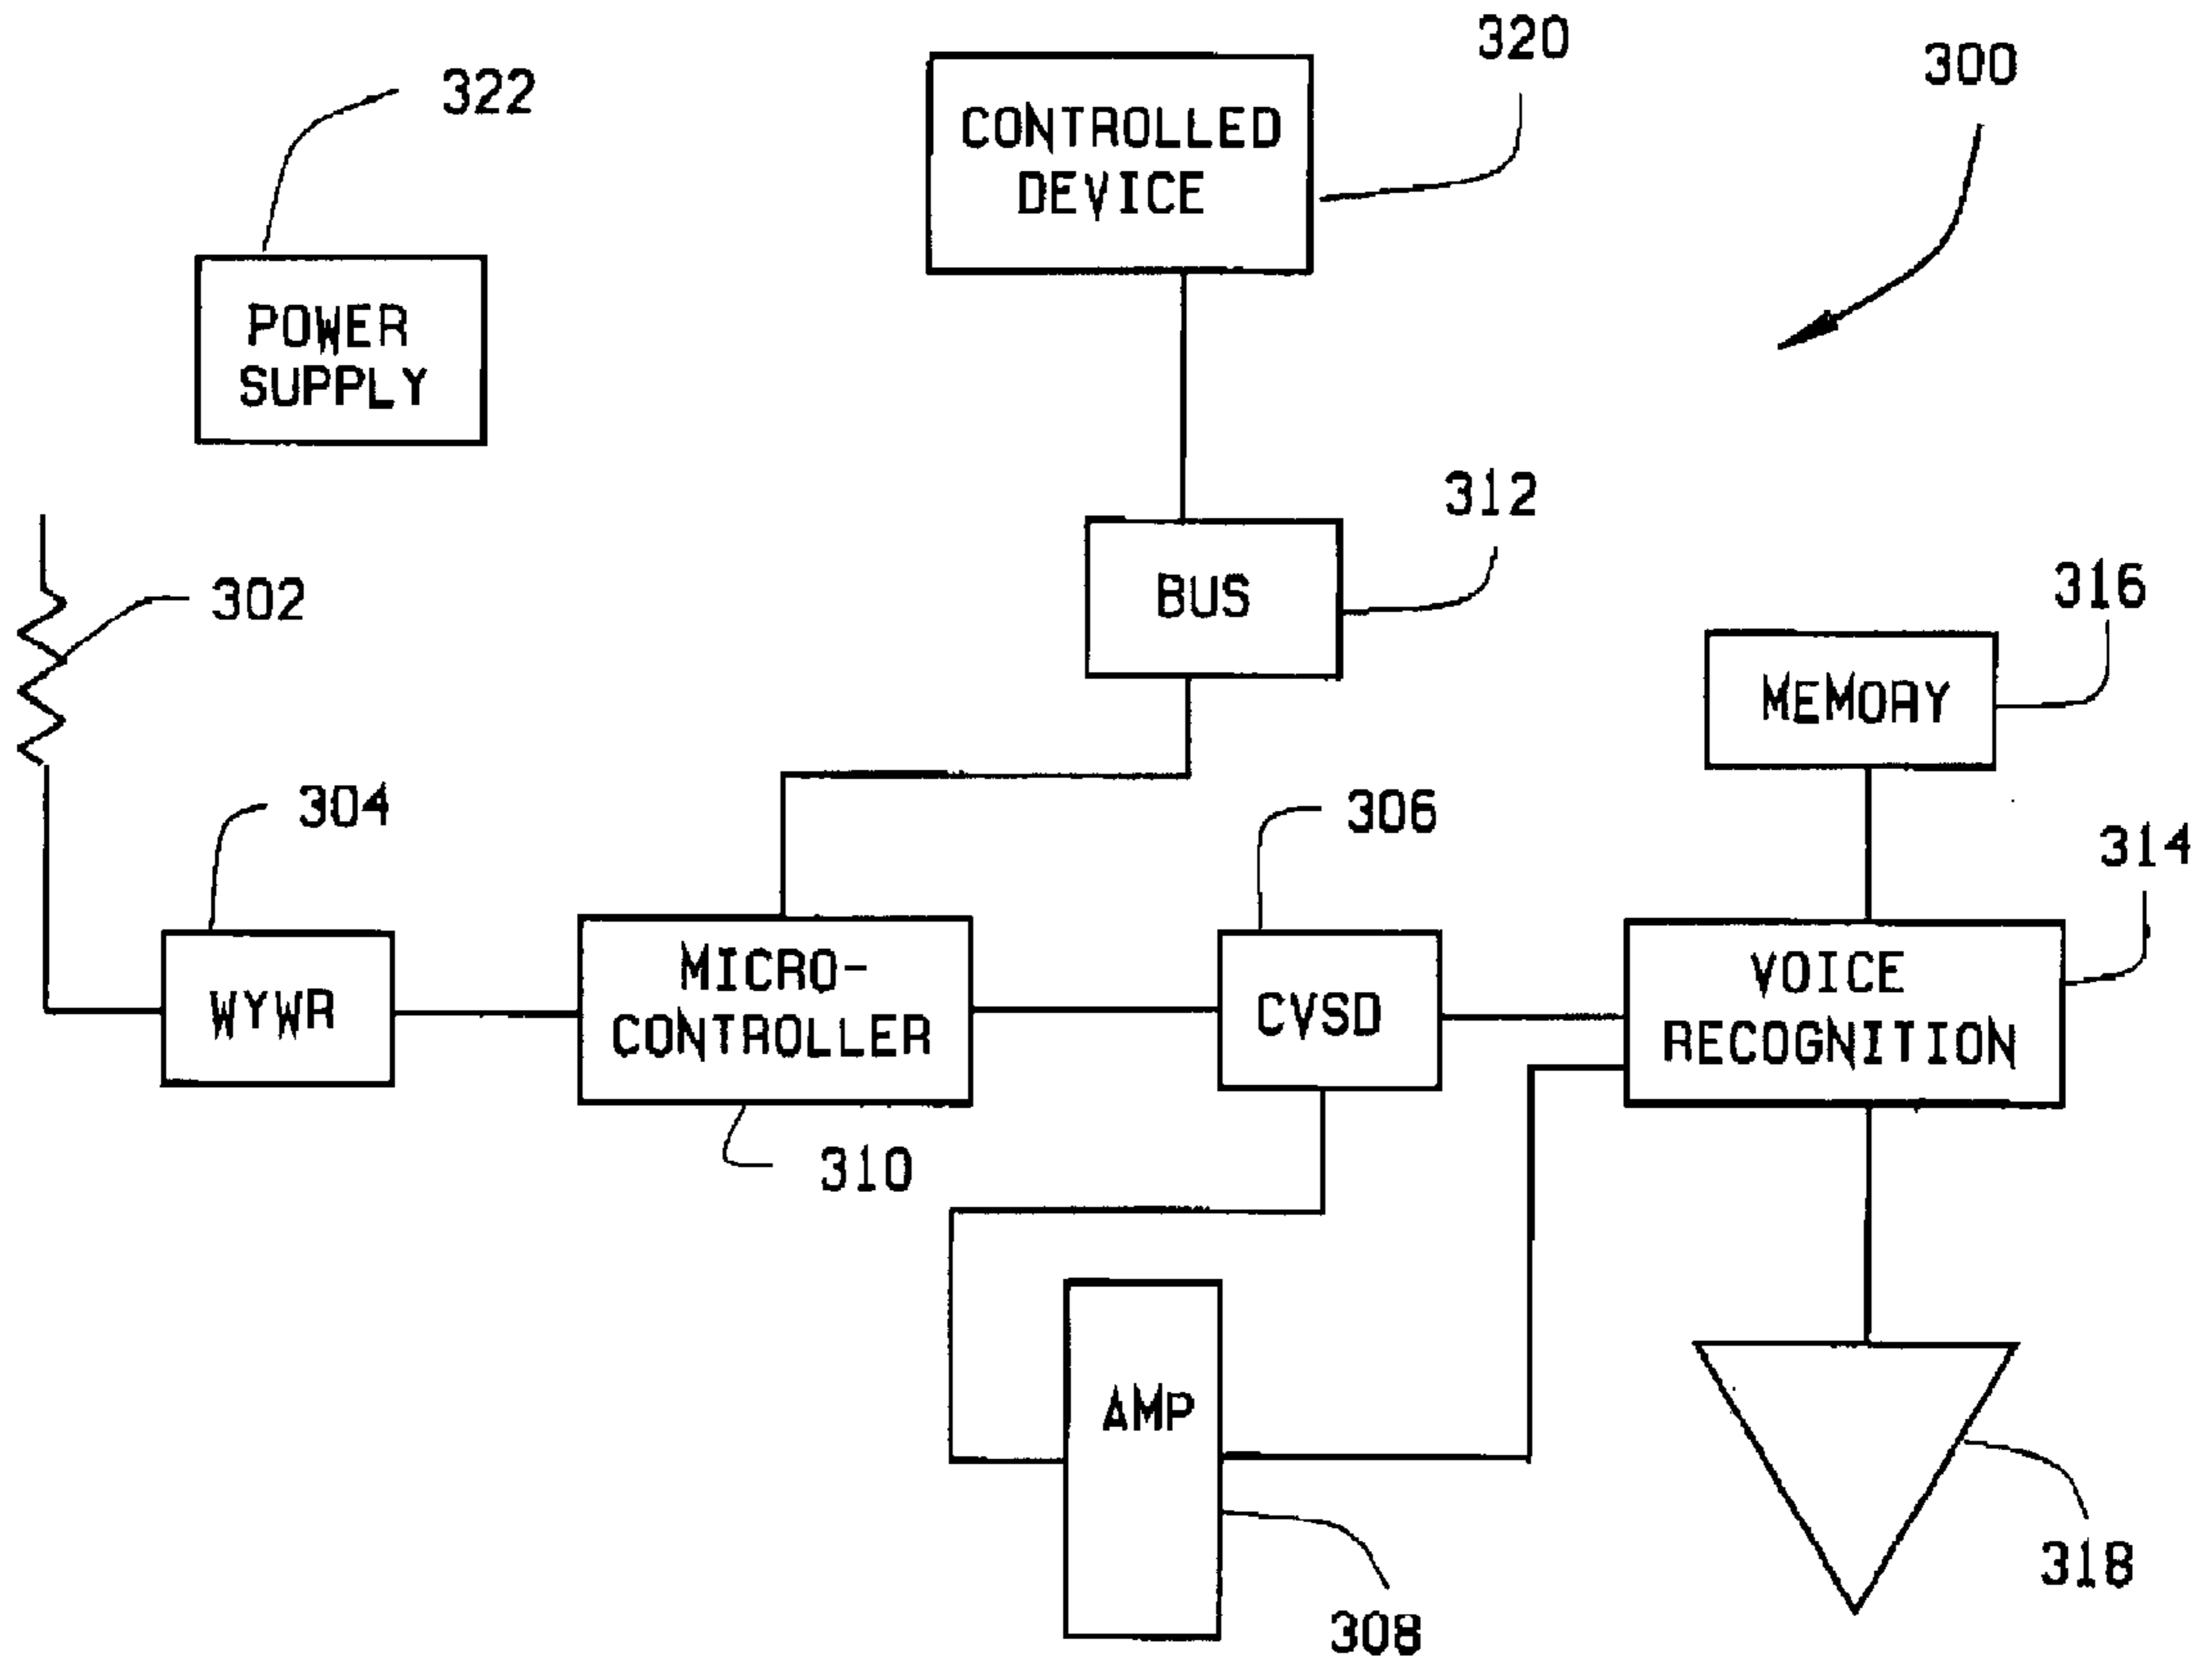 320
300
322
CONTROLLED
DEVICE
POWER
SUPPLY
312
316
302
BUS
MEMORY
304
306
314
MICRO-
CONTROLLER
WYWR
CVSD
VOICE
RECOGNITION
310
AMP
318
308